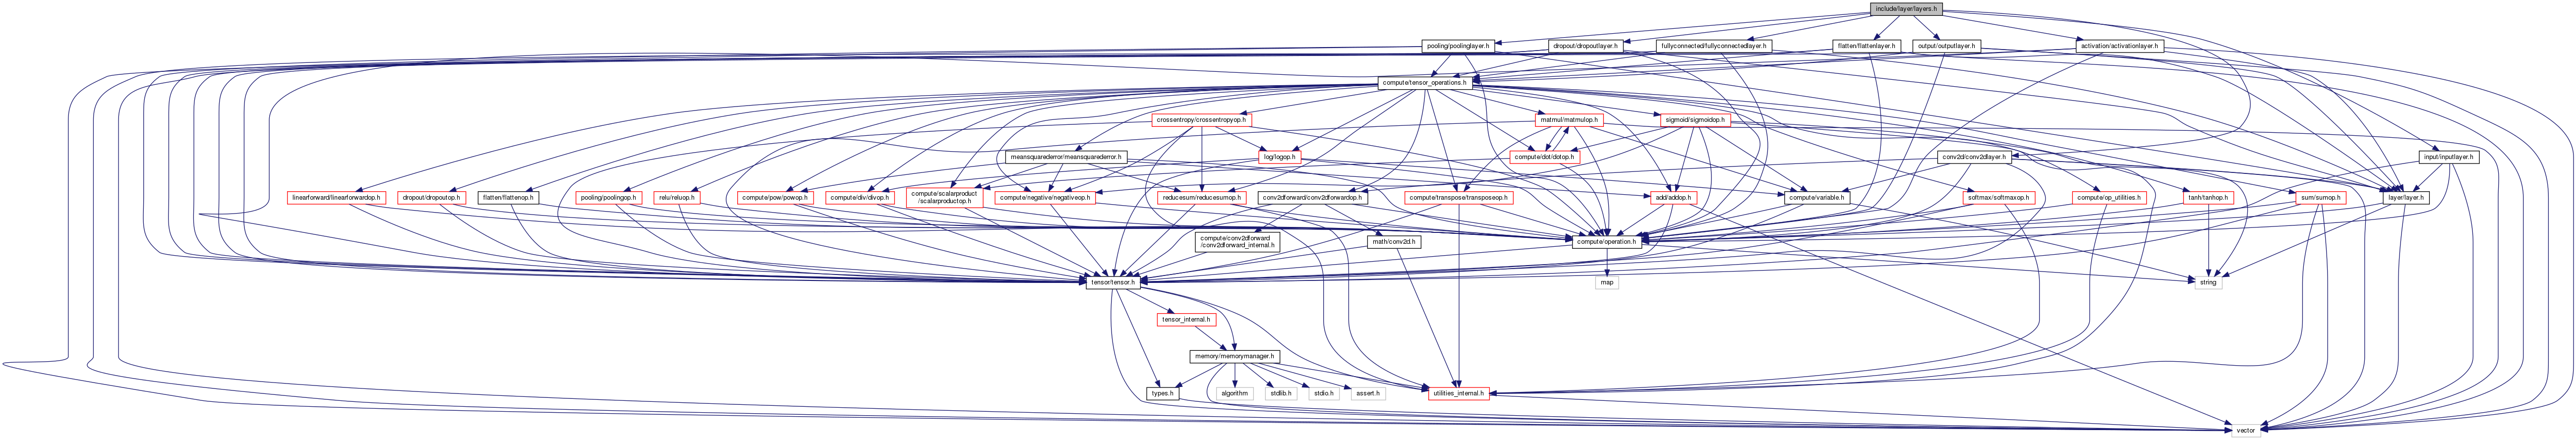 include/layer/layers.h
pooling/poolinglayer.h
dropout/dropoutlayer.h
fullyconnected/fullyconnectedlayer.h
flatten/flattenlayer.h
output/outputlayer.h
activation/activationlayer.h
compute/tensor_operations.h
crossentropy/crossentropyop.h
matmul/matmulop.h
sigmoid/sigmoidop.h
meansquarederror/meansquarederror.h
log/logop.h
compute/dot/dotop.h
conv2d/conv2dlayer.h
input/inputlayer.h
linearforward/linearforwardop.h
dropout/dropoutop.h
flatten/flattenop.h
pooling/poolingop.h
relu/reluop.h
compute/pow/powop.h
compute/div/divop.h
compute/scalarproduct
/scalarproductop.h
compute/negative/negativeop.h
reducesum/reducesumop.h
conv2dforward/conv2dforwardop.h
compute/transpose/transposeop.h
add/addop.h
compute/variable.h
softmax/softmaxop.h
compute/op_utilities.h
tanh/tanhop.h
sum/sumop.h
layer/layer.h
compute/conv2dforward
/conv2dforward_internal.h
math/conv2d.h
compute/operation.h
tensor/tensor.h
map
string
tensor_internal.h
memory/memorymanager.h
types.h
algorithm
stdlib.h
stdio.h
assert.h
utilities_internal.h
vector